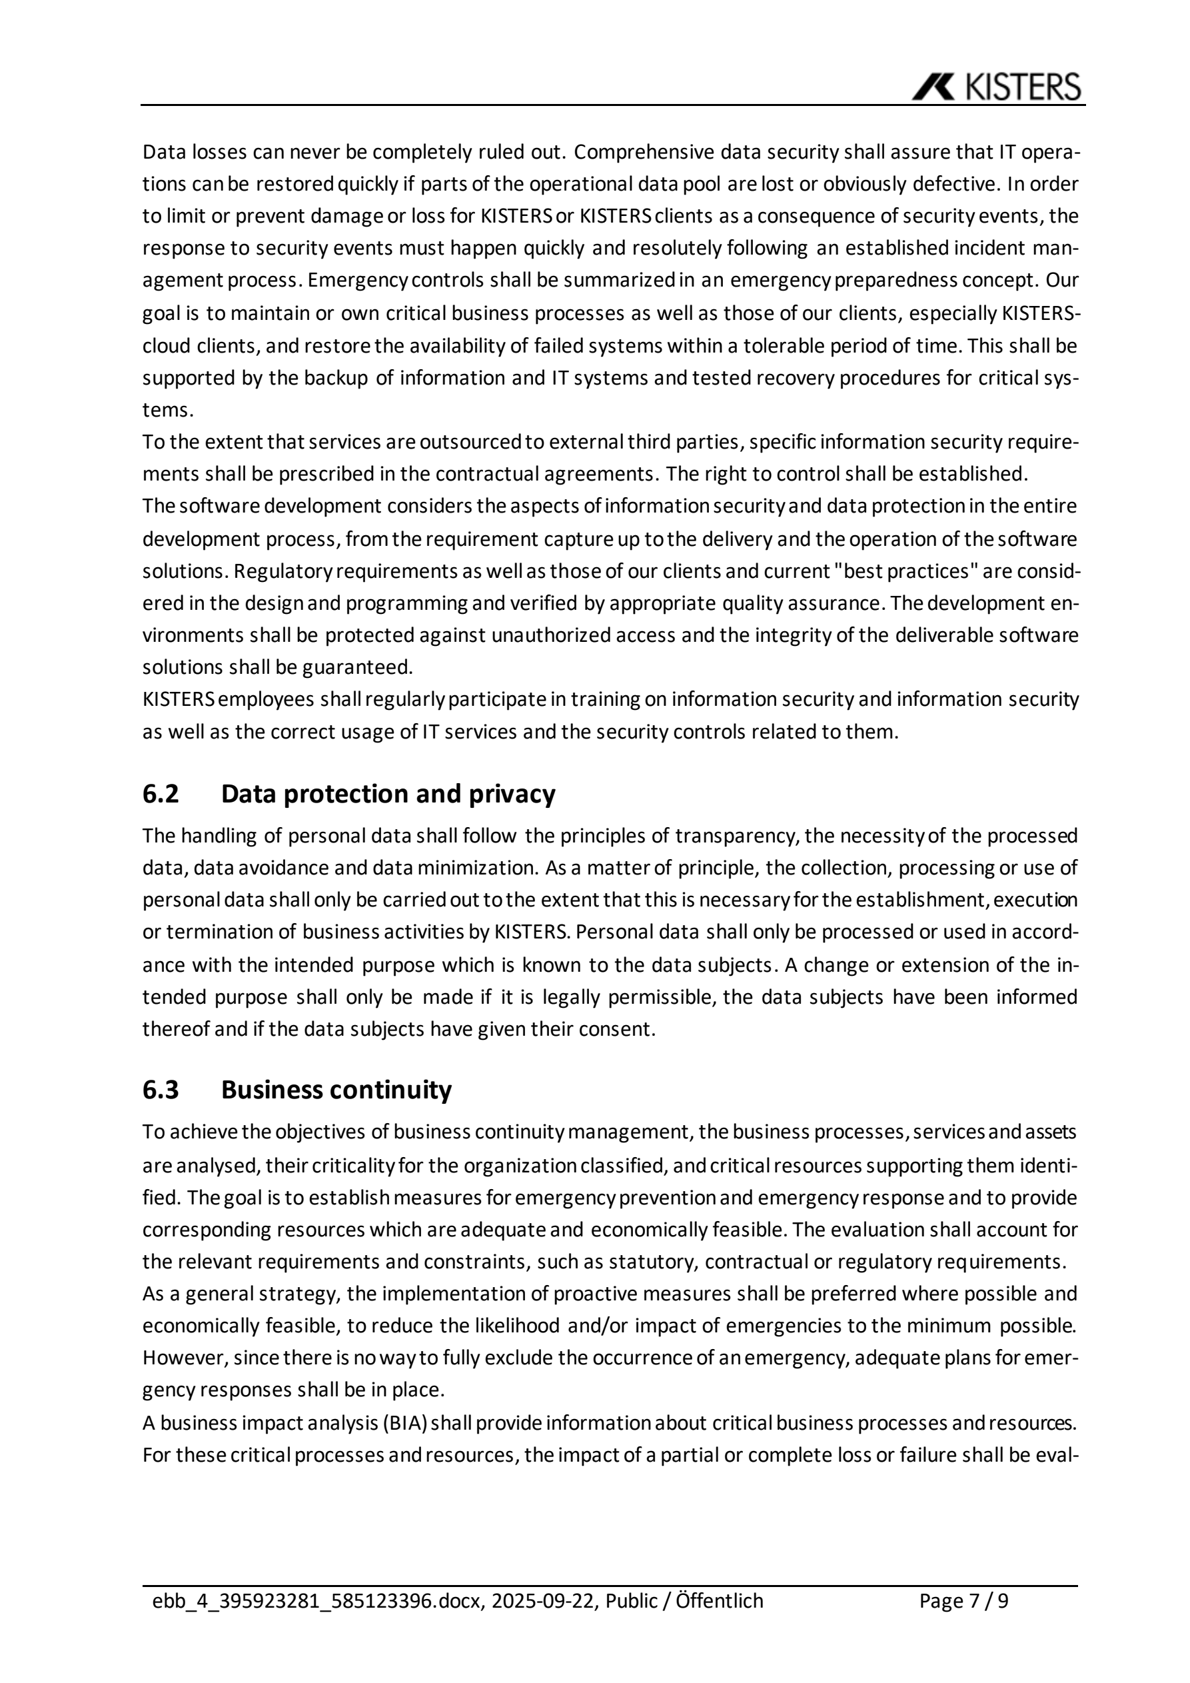 KISTERS
Data losses can never be completely ruled out. Comprehensive data security shall assure that IT opera-
tions can be restored quickly if parts of the operational data pool are lost or obviously defective. In order
to limit or prevent damage or loss for KISTERS or KISTERS clients as a consequence of security events, the
response to security events must happen quickly and resolutely following an established incident man-
agement process. Emergency controls shall be summarized in an emergency preparedness concept. Our
goal is to maintain or own critical business processes as well as those of our clients, especially KISTERS-
cloud clients, and restore the availability of failed systems within a tolerable period of time. This shall be
supported by the backup of information and IT systems and tested recovery procedures for critical sys-
tems.
To the extent that services are outsourced to external third parties, specific information security require-
ments shall be prescribed in the contractual agreements. The right to control shall be established.
The software development considers the aspects of information security and data protection in the entire
development process, from the requirement capture up to the delivery and the operation of the software
solutions. Regulatory requirements as well as those of our clients and current "best practices" are consid-
ered in the design and programming and verified by appropriate quality assurance. The development en-
vironments shall be protected against unauthorized access and the integrity of the deliverable software
solutions shall be guaranteed.
KISTERS employees shall regularly participate in training on information security and information security
as well as the correct usage of IT services and the security controls related to them.
6.2 Data protection and privacy
The handling of personal data shall follow the principles of transparency, the necessity of the processed
data, data avoidance and data minimization. As a matter of principle, the collection, processing or use of
personal data shall only be carried out to the extent that this is necessary for the establishment, execution
or termination of business activities by KISTERS. Personal data shall only be processed or used in accord-
ance with the intended purpose which is known to the data subjects. A change or extension of the in-
tended purpose shall only be made if it is legally permissible, the data subjects have been informed
thereof and if the data subjects have given their consent.
6.3 Business continuity
To achieve the objectives of business continuity management, the business processes, services and assets
are analysed, their criticality for the organization classified, and critical resources supporting them identi-
fied. The goal is to establish measures for emergency prevention and emergency response and to provide
corresponding resources which are adequate and economically feasible. The evaluation shall account for
the relevant requirements and constraints, such as statutory, contractual or regulatory requirements.
As a general strategy, the implementation of proactive measures shall be preferred where possible and
economically feasible, to reduce the likelihood and/or impact of emergencies to the minimum possible.
However, since there is no way to fully exclude the occurrence of an emergency, adequate plans for emer-
gency responses shall be in place.
A business impact analysis (BIA) shall provide information about critical business processes and resources.
For these critical processes and resources, the impact of a partial or complete loss or failure shall be eval-
ebb_4_395923281_585123396.docx, 2025-09-22, Public / Öffentlich Page 7 / 9